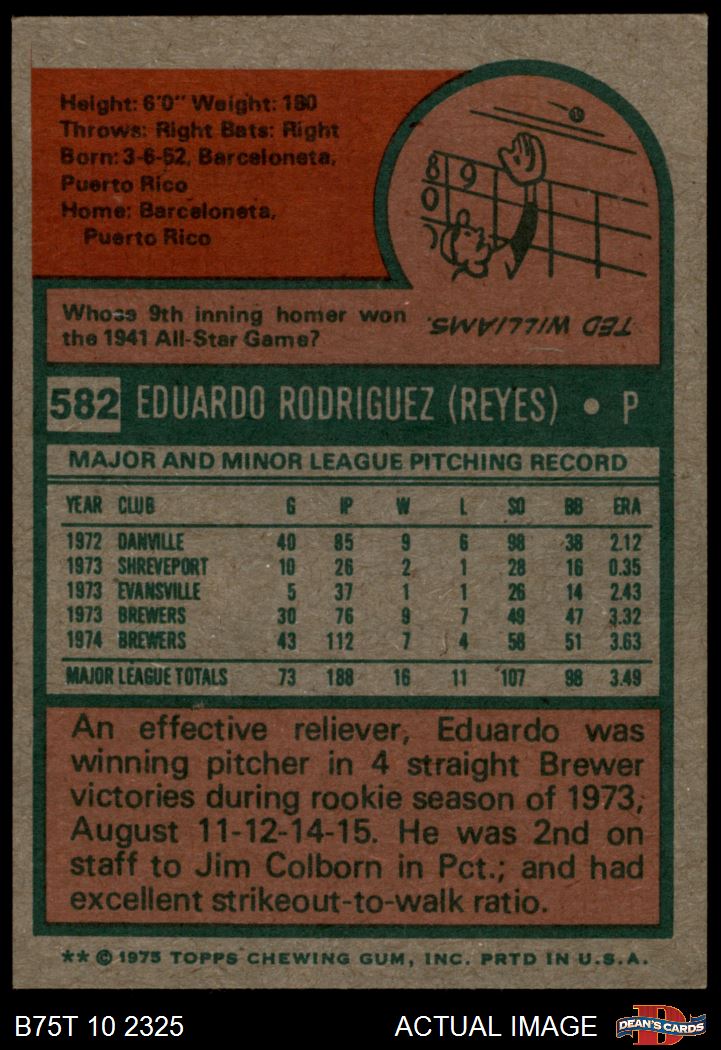 Height: 6'0" Weight: 180
Throws: Right Bats: Right
Born: 3-6-52, Barceloneta,
Puerto Rico
Home: Barceloneta,
Puerto Rico
8 9
0
Whose 9th inning homer won
the 1941 All-Star Game?
TED WILLIAMS.
582 EDUARDO RODRIGUEZ (REYES) • P
MAJOR AND MINOR LEAGUE PITCHING RECORD
YEAR CLUB G IP W L SO BB ERA
1972 DANVILLE 40 85 9 6 98 38 2.12
1973 SHREVEPORT 10 26 2 1 28 16 0.35
1973 EVANSVILLE 5 37 1 1 26 14 2.43
1973 BREWERS 30 76 9 7 49 47 3.32
1974 BREWERS 43 112 7 4 58 51 3.63
MAJOR LEAGUE TOTALS 73 188 16 11 107 98 3.49
An effective reliever, Eduardo was
winning pitcher in 4 straight Brewer
victories during rookie season of 1973,
August 11-12-14-15. He was 2nd on
staff to Jim Colborn in Pct.; and had
excellent strikeout-to-walk ratio.
** © 1975 TOPPS CHEWING GUM, INC. PRTD IN U.S.A.
B75T 10 2325 ACTUAL IMAGE D DEAN'S CARDS